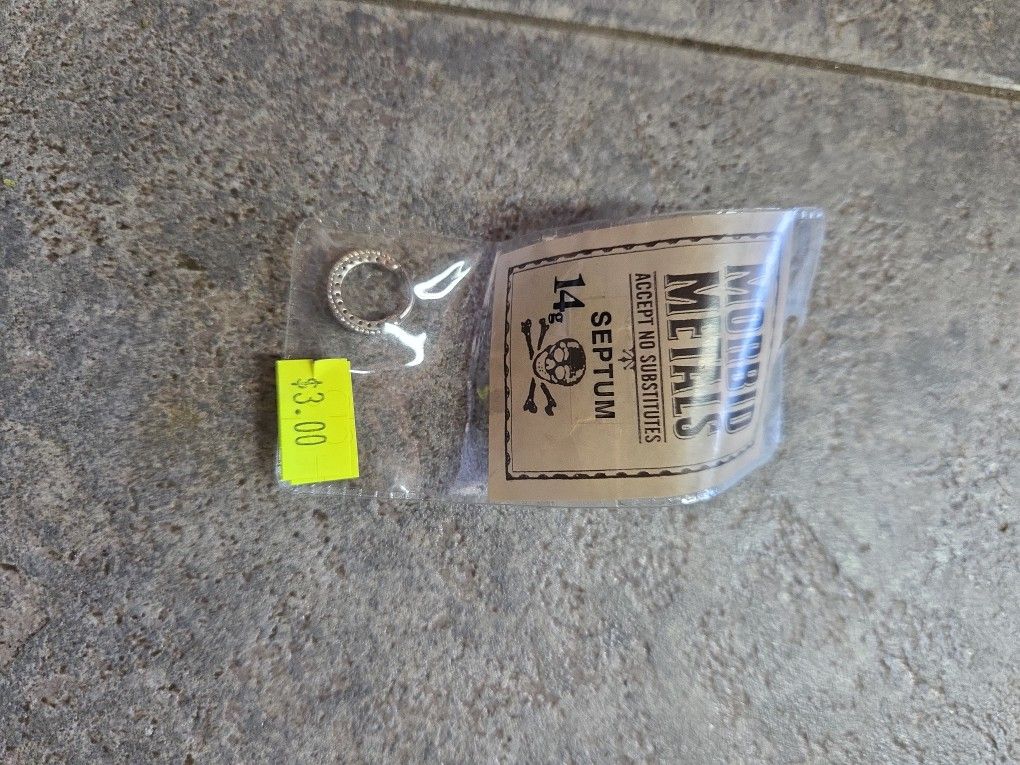 MORBID
METALS
ACCEPT NO SUBSTITUTES
SEPTUM
14g
$3.00